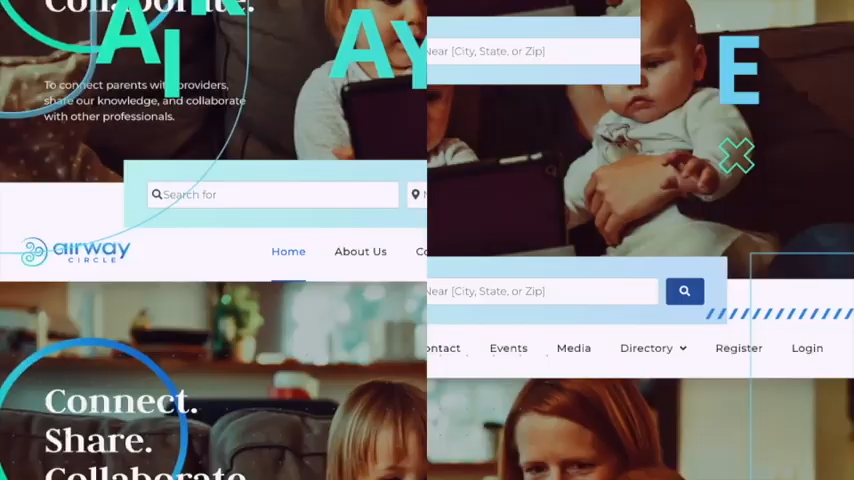 Collaborate.
A I AY
E
To connect parents with providers,
share our knowledge, and collaborate
with other professionals.
Near [City, State, or Zip]
Search for
Near [City, State, or Zip]
airway
CIRCLE
Home About Us
ontact Events Media Directory Register Login
Connect.
Share.
Collaborate